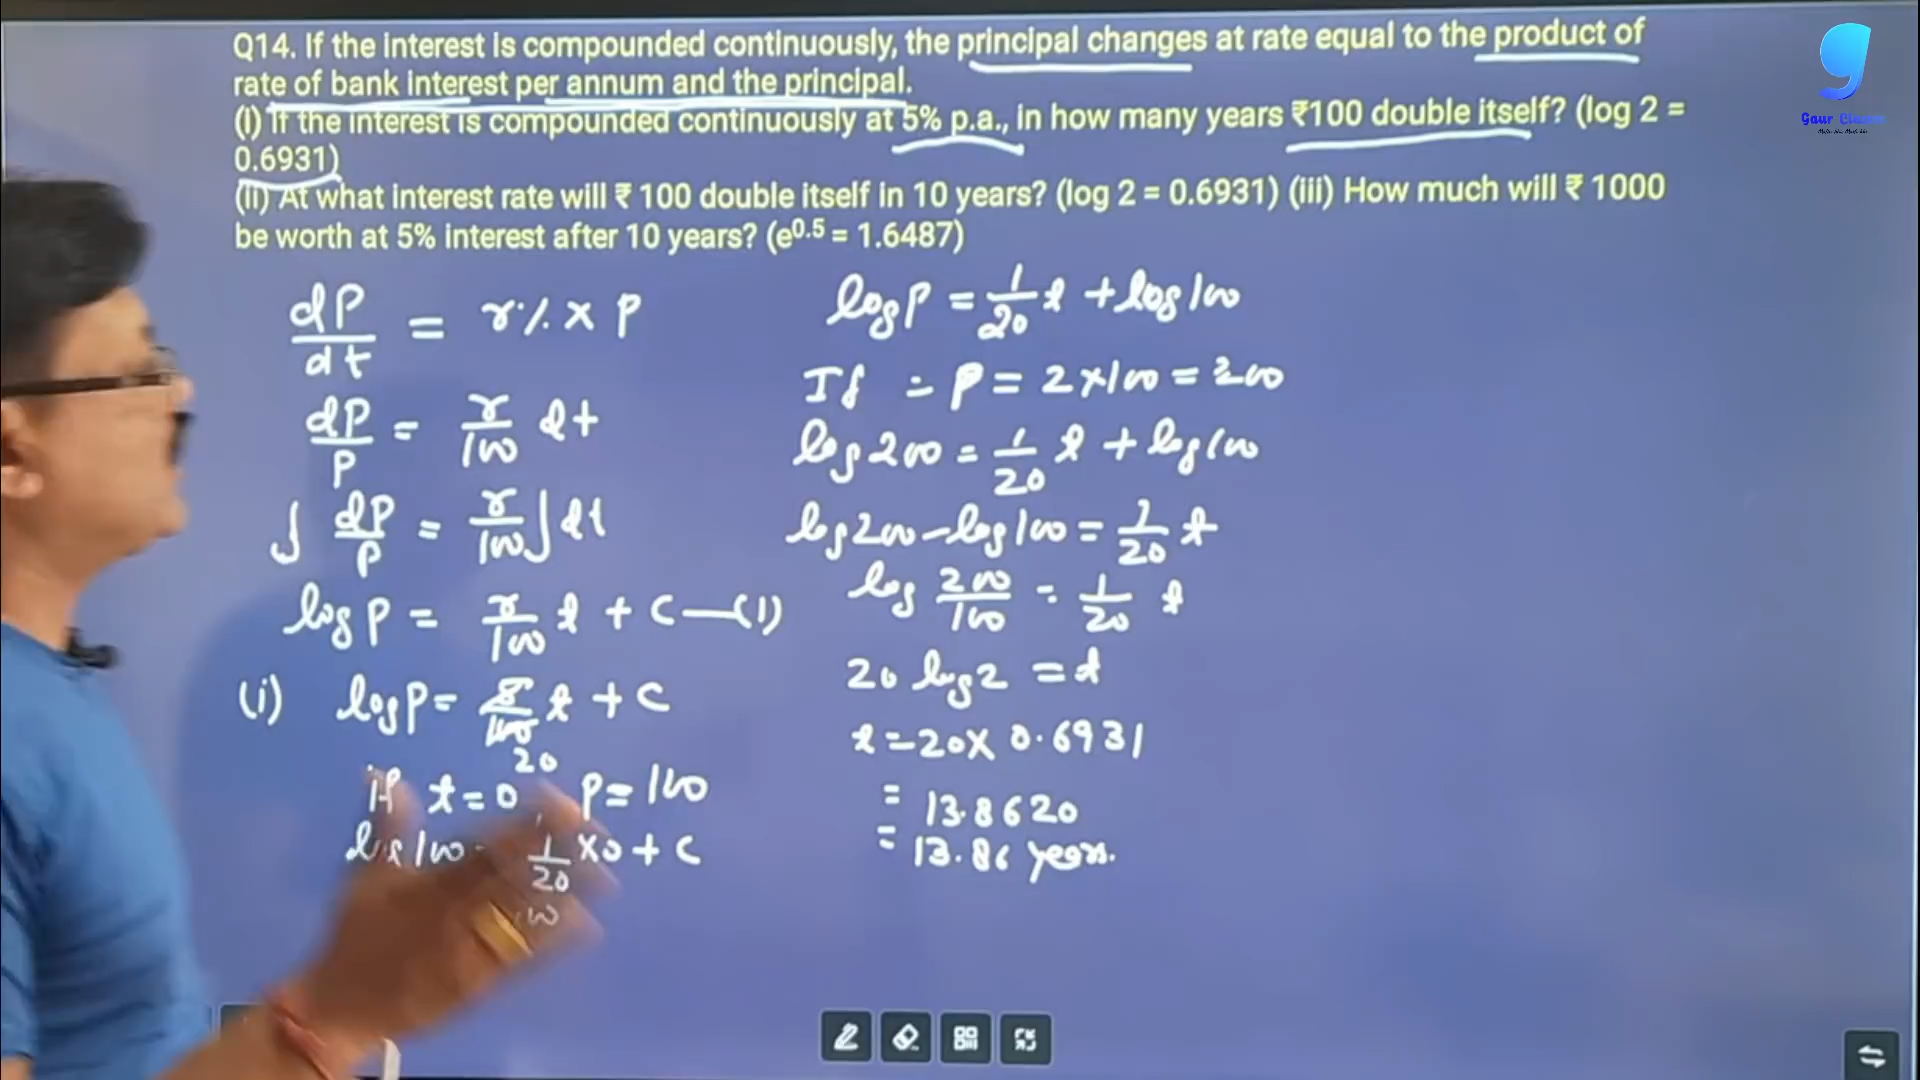 Q14. If the interest is compounded continuously, the principal changes at rate equal to the product of
rate of bank interest per annum and the principal.
(I) If the interest is compounded continuously at 5% p.a., in how many years ₹100 double itself? (log 2 =
0.6931)
(II) At what interest rate will ₹ 100 double itself in 10 years? (log 2 = 0.6931) (iii) How much will ₹ 1000
be worth at 5% interest after 10 years? (e^0.5 = 1.6487)
Gaur Classes
dP/dt = r% × P
dP/P = r/100 dt
∫ dP/P = r/100 ∫ dt
log P = r/100 t + C —(1)
(i) log P = 5/100 t + C
20
if t = 0, P = 100
log 100 = 1/20 × 0 + C
log P = 1/20 t + log 100
If = P = 2 × 100 = 200
log 200 = 1/20 t + log 100
log 200 - log 100 = 1/20 t
log 200/100 = 1/20 t
20 log 2 = t
t = 20 × 0.6931
= 13.8620
= 13.86 years.